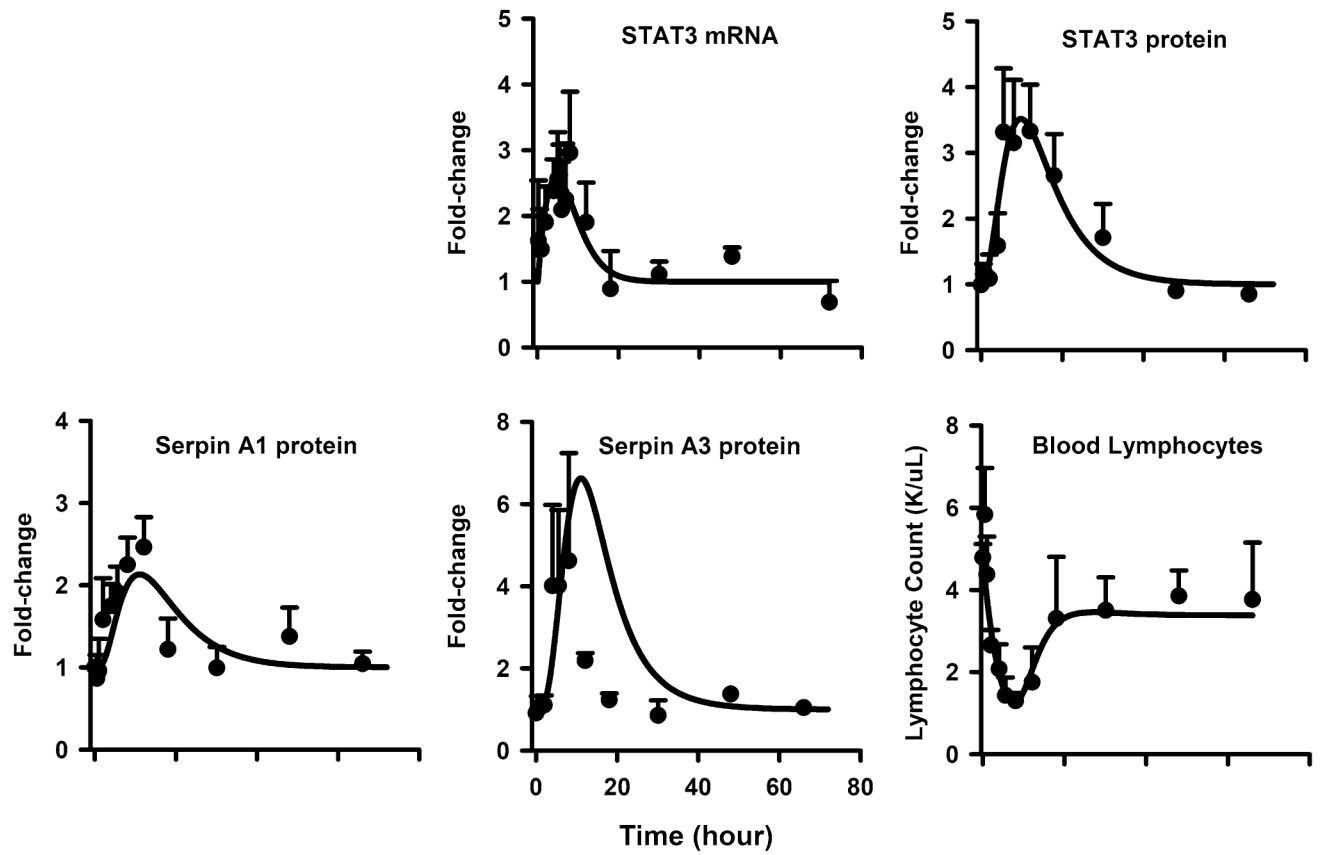 STAT3 mRNA
5
4
3
2
1
0
Fold-change
STAT3 protein
5
4
3
2
1
0
Fold-change
Serpin A1 protein
4
3
2
1
0
Fold-change
Serpin A3 protein
8
6
4
2
0
Fold-change
0 20 40 60 80
Time (hour)
Blood Lymphocytes
8
6
4
2
0
Lymphocyte Count (K/uL)